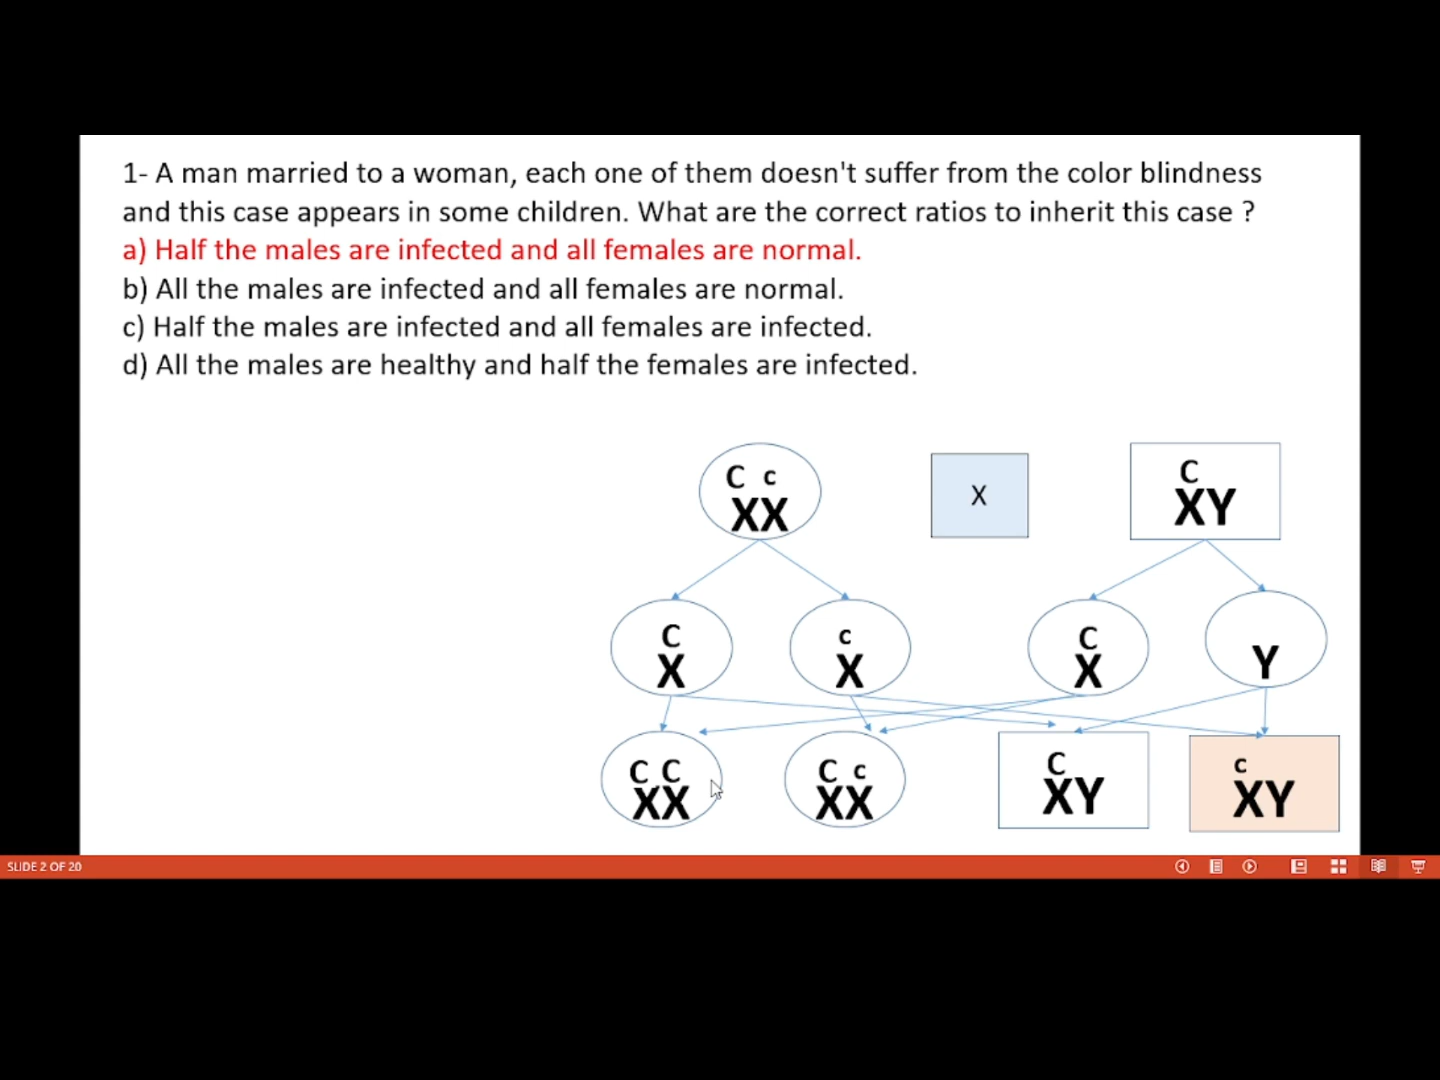 1- A man married to a woman, each one of them doesn't suffer from the color blindness
and this case appears in some children. What are the correct ratios to inherit this case ?
a) Half the males are infected and all females are normal.
b) All the males are infected and all females are normal.
c) Half the males are infected and all females are infected.
d) All the males are healthy and half the females are infected.
C c
XX
X
C
XY
C
X
c
X
C
X
Y
C C
XX
C c
XX
C
XY
c
XY
SLIDE 2 OF 20